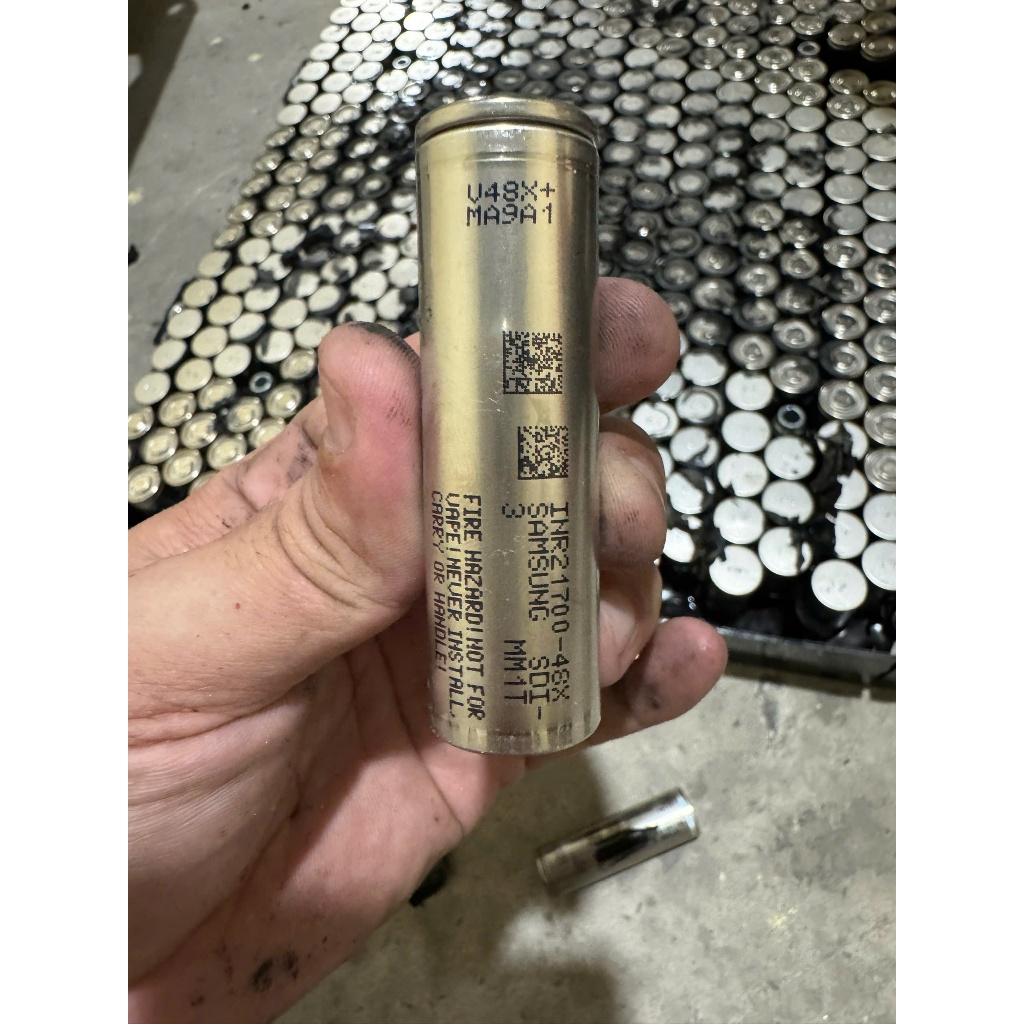 V48X+
MA9A1
INR21700-48X
SAMSUNG SDI-
3 MM1T
FIRE HAZARD!NOT FOR
VAPE!NEVER INSTALL,
CARRY OR HANDLE!